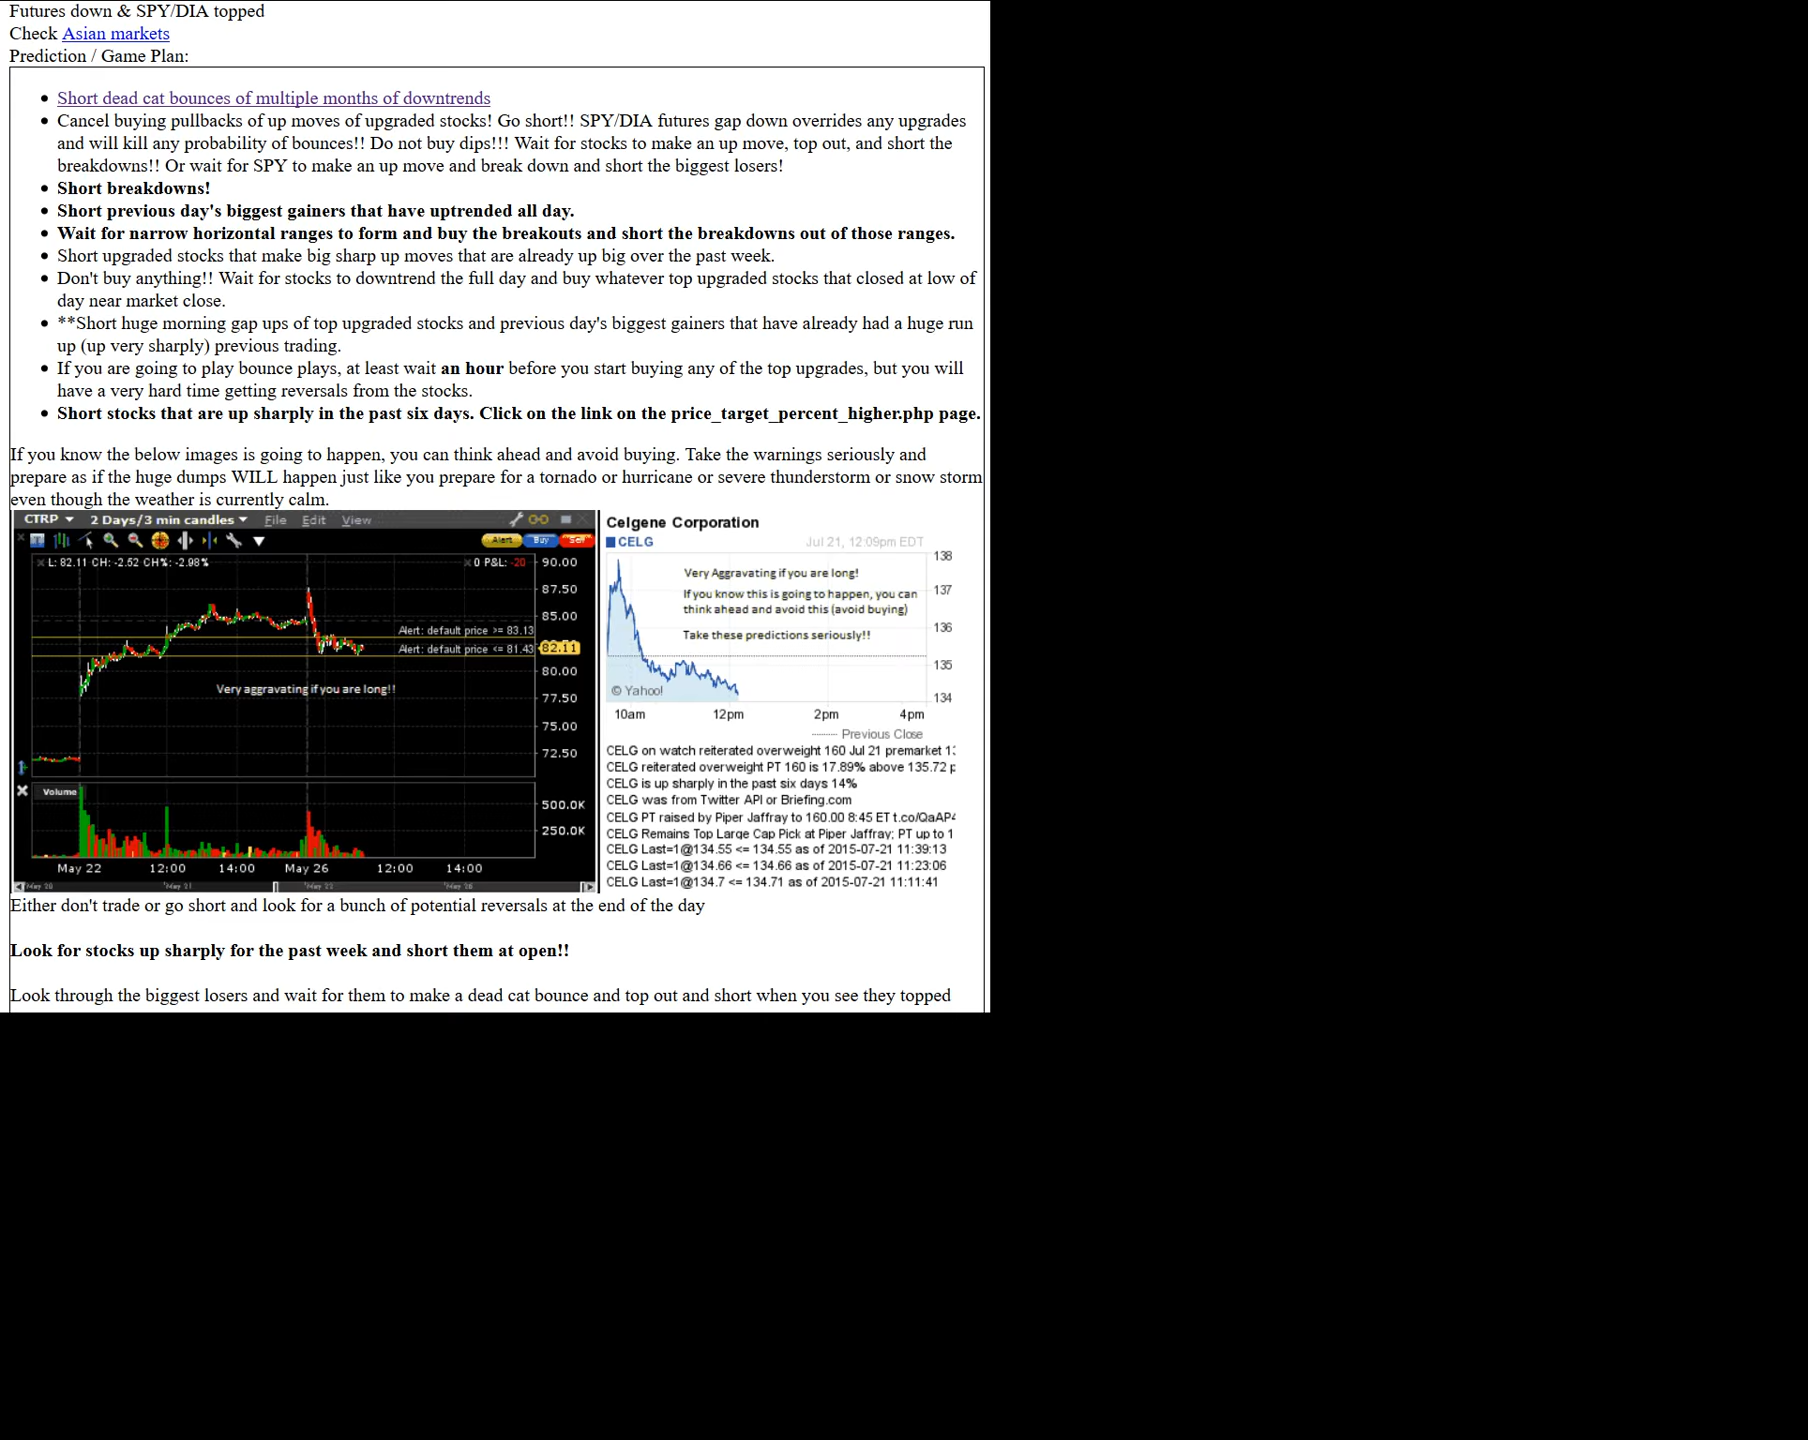 Futures down & SPY/DIA topped
Check Asian markets
Prediction / Game Plan:
• Short dead cat bounces of multiple months of downtrends
• Cancel buying pullbacks of up moves of upgraded stocks! Go short!! SPY/DIA futures gap down overrides any upgrades
and will kill any probability of bounces!! Do not buy dips!!! Wait for stocks to make an up move, top out, and short the
breakdowns!! Or wait for SPY to make an up move and break down and short the biggest losers!
• Short breakdowns!
• Short previous day's biggest gainers that have uptrended all day.
• Wait for narrow horizontal ranges to form and buy the breakouts and short the breakdowns out of those ranges.
• Short upgraded stocks that make big sharp up moves that are already up big over the past week.
• Don't buy anything!! Wait for stocks to downtrend the full day and buy whatever top upgraded stocks that closed at low of
day near market close.
• **Short huge morning gap ups of top upgraded stocks and previous day's biggest gainers that have already had a huge run
up (up very sharply) previous trading.
• If you are going to play bounce plays, at least wait an hour before you start buying any of the top upgrades, but you will
have a very hard time getting reversals from the stocks.
• Short stocks that are up sharply in the past six days. Click on the link on the price_target_percent_higher.php page.
If you know the below images is going to happen, you can think ahead and avoid buying. Take the warnings seriously and
prepare as if the huge dumps WILL happen just like you prepare for a tornado or hurricane or severe thunderstorm or snow storm
even though the weather is currently calm.
CTRP 2 Days/3 min candles File Edit View
Alert Buy Sell
L: 82.11 CH: -2.52 CH%: -2.98% 0 P&L: -20
90.00
87.50
85.00
Alert: default price >= 83.13
Alert: default price <= 81.43
82.11
80.00
Very aggravating if you are long!!
77.50
75.00
72.50
Volume
500.0K
250.0K
May 22 12:00 14:00 May 26 12:00 14:00
May 20 May 21 May 22 May 26
Celgene Corporation
CELG Jul 21, 12:09pm EDT
138
Very Aggravating if you are long!
If you know this is going to happen, you can
think ahead and avoid this (avoid buying)
137
Take these predictions seriously!!
136
135
© Yahoo!
134
10am 12pm 2pm 4pm
Previous Close
CELG on watch reiterated overweight 160 Jul 21 premarket
CELG reiterated overweight PT 160 is 17.89% above 135.72 p
CELG is up sharply in the past six days 14%
CELG was from Twitter API or Briefing.com
CELG PT raised by Piper Jaffray to 160.00 8:45 ET t.co/QaAP
CELG Remains Top Large Cap Pick at Piper Jaffray; PT up to 1
CELG Last=1@134.55 <= 134.55 as of 2015-07-21 11:39:13
CELG Last=1@134.66 <= 134.66 as of 2015-07-21 11:23:06
CELG Last=1@134.7 <= 134.71 as of 2015-07-21 11:11:41
Either don't trade or go short and look for a bunch of potential reversals at the end of the day
Look for stocks up sharply for the past week and short them at open!!
Look through the biggest losers and wait for them to make a dead cat bounce and top out and short when you see they topped